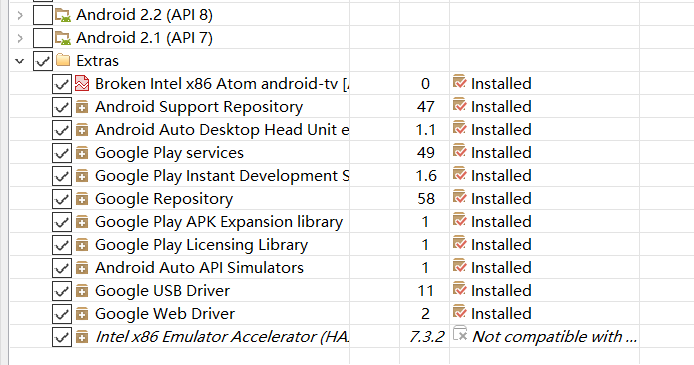 Android 2.2 (API 8)
Android 2.1 (API 7)
Extras
Broken Intel x86 Atom android-tv [ 0 Installed
Android Support Repository 47 Installed
Android Auto Desktop Head Unit e 1.1 Installed
Google Play services 49 Installed
Google Play Instant Development S 1.6 Installed
Google Repository 58 Installed
Google Play APK Expansion library 1 Installed
Google Play Licensing Library 1 Installed
Android Auto API Simulators 1 Installed
Google USB Driver 11 Installed
Google Web Driver 2 Installed
Intel x86 Emulator Accelerator (HA 7.3.2 Not compatible with ...